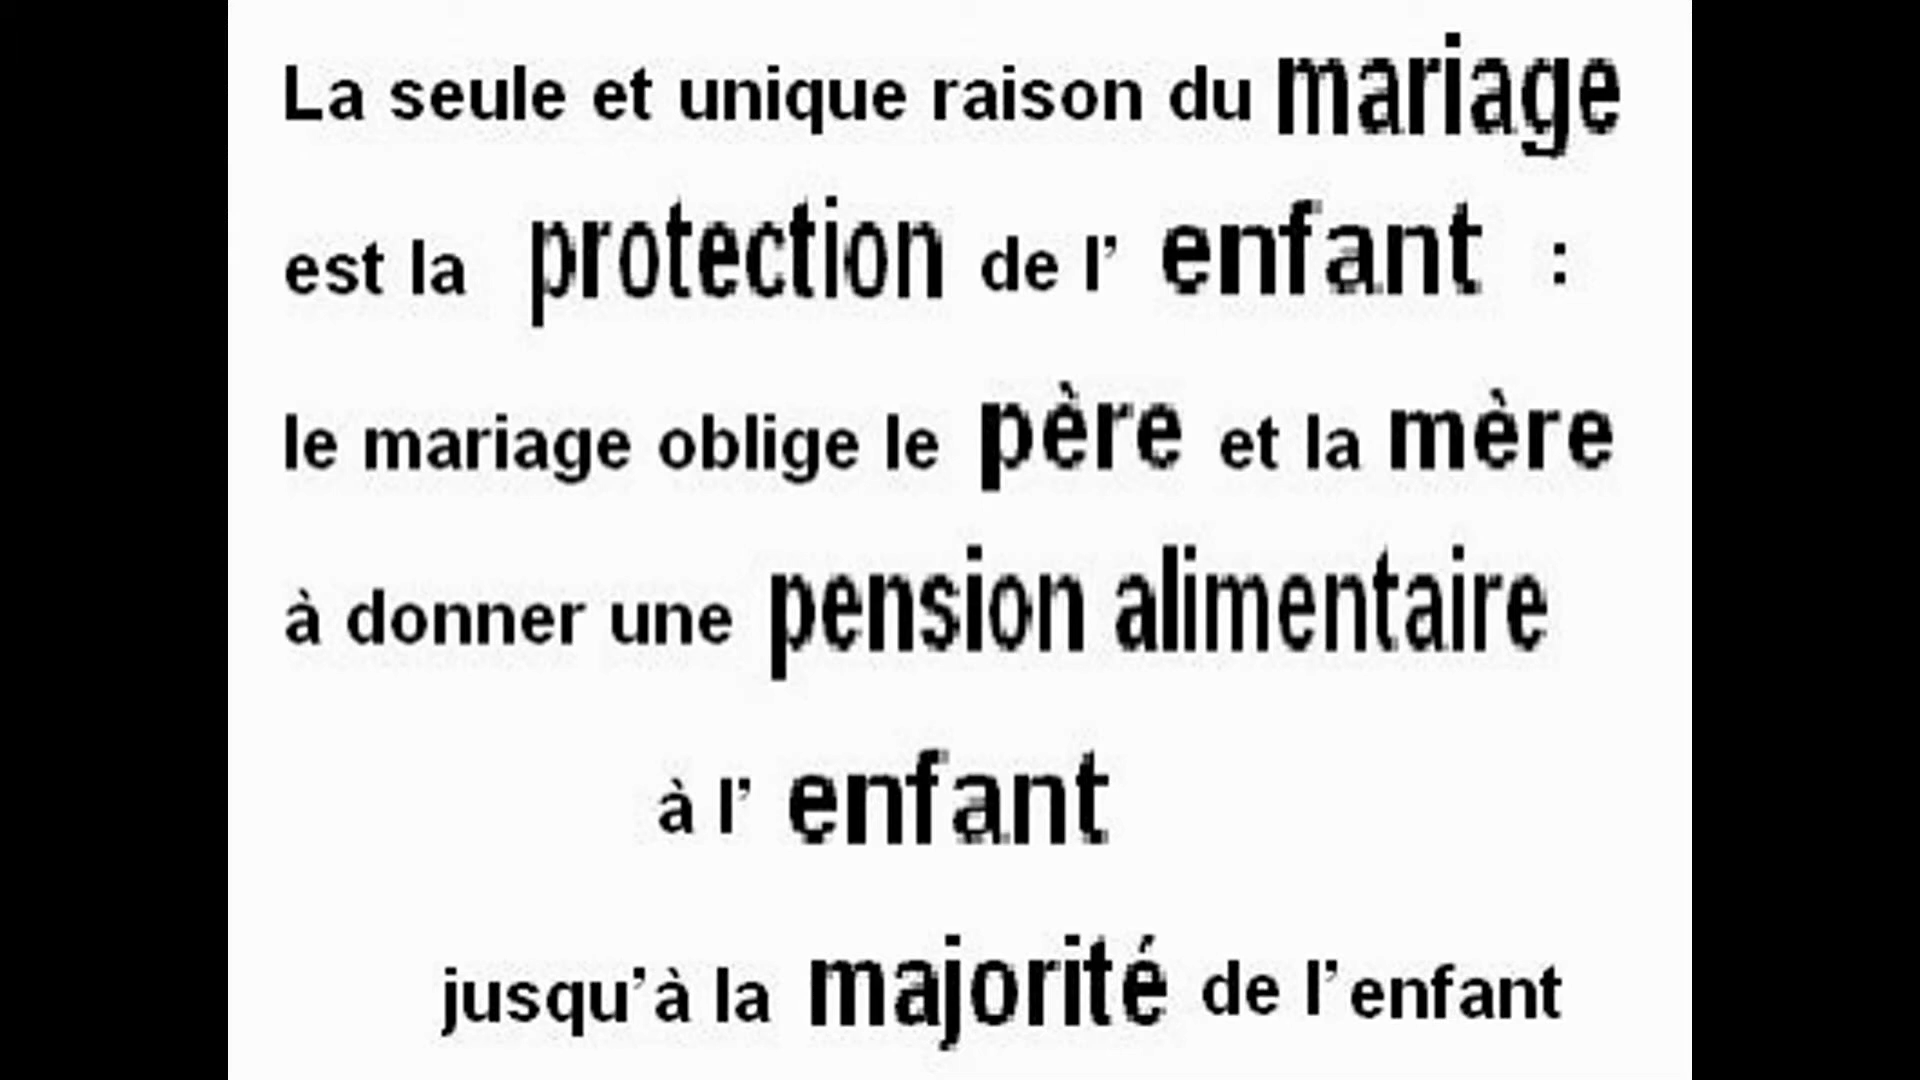 La seule et unique raison du mariage
est la protection de l’ enfant :
le mariage oblige le père et la mère
à donner une pension alimentaire
à l’ enfant
jusqu’à la majorité de l’enfant